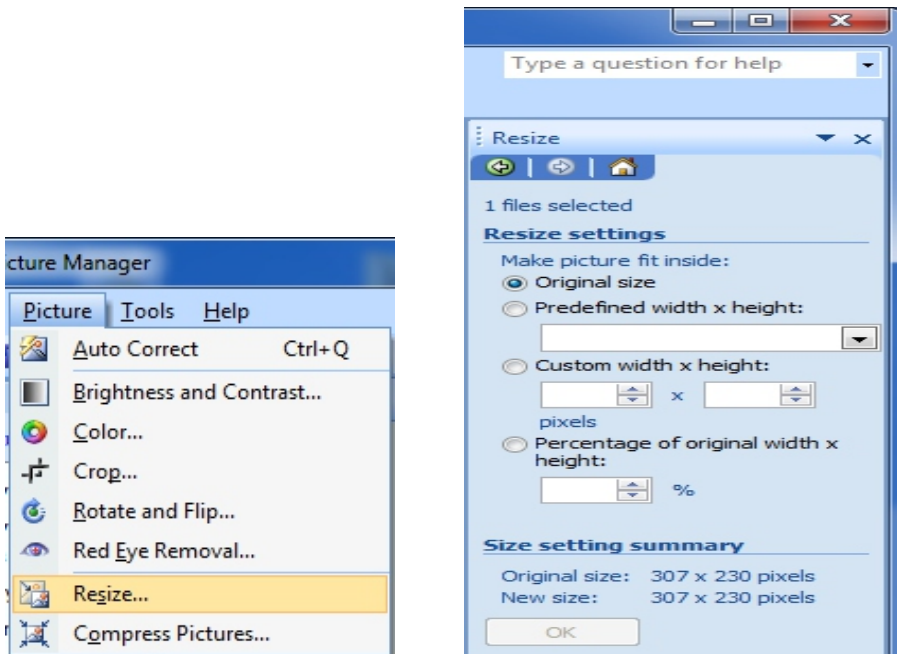 cture Manager
Picture Tools Help
Auto Correct Ctrl+Q
Brightness and Contrast...
Color...
Crop...
Rotate and Flip...
Red Eye Removal...
Resize...
Compress Pictures...
Type a question for help
Resize
1 files selected
Resize settings
Make picture fit inside:
Original size
Predefined width x height:
Custom width x height:
x
pixels
Percentage of original width x
height:
%
Size setting summary
Original size: 307 x 230 pixels
New size: 307 x 230 pixels
OK